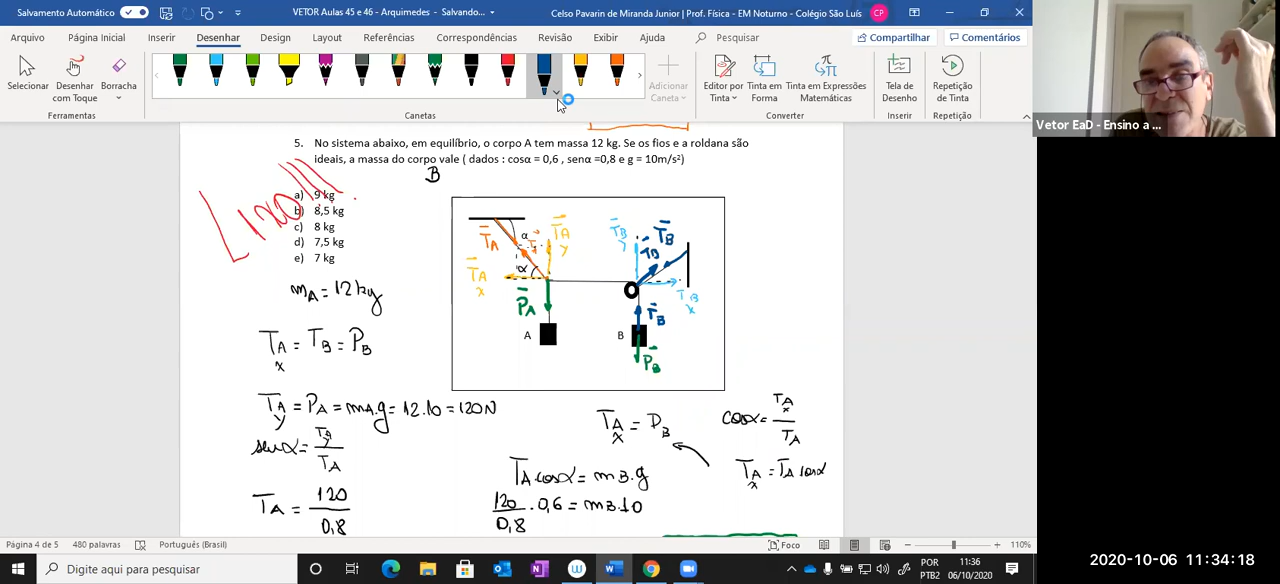 Salvamento Automático
VETOR Aulas 45 e 46 - Arquimedes - Salvando...
Celso Pavarin de Miranda Junior | Prof. Física - EM Noturno - Colégio São Luís
CP
Arquivo
Página Inicial
Inserir
Desenhar
Design
Layout
Referências
Correspondências
Revisão
Exibir
Ajuda
Pesquisar
Compartilhar
Comentários
Selecionar
Desenhar com Toque
Borracha
Adicionar Caneta
Editor por Tinta
Tinta em Forma
Tinta em Expressões Matemáticas
Tela de Desenho
Repetição de Tinta
Ferramentas
Canetas
Converter
Inserir
Repetição
Vetor EaD - Ensino a ...
5. No sistema abaixo, em equilíbrio, o corpo A tem massa 12 kg. Se os fios e a roldana são
ideais, a massa do corpo vale ( dados : cosα = 0,6 , senα =0,8 e g = 10m/s²)
B
a) 9 kg
b) 8,5 kg
c) 8 kg
d) 7,5 kg
e) 7 kg
α
T⃗A
T⃗A y
T⃗B y
T⃗B
T⃗A x
α
P⃗A
T⃗B
TB x
A
B
P⃗B
mA = 12 kg
TA x = TB = PB
TA y = PA = mA.g = 12.10 = 120N
senα = TA y / TA
TA = 120 / 0,8
TA x = PB
cosα = TA x / TA
TA x = TA cosα
TA cosα = mB.g
120 / 0,8 . 0,6 = mB.10
Página 4 de 5
480 palavras
Português (Brasil)
Foco
110%
Digite aqui para pesquisar
POR
PTB2
11:36
06/10/2020
2020-10-06 11:34:18